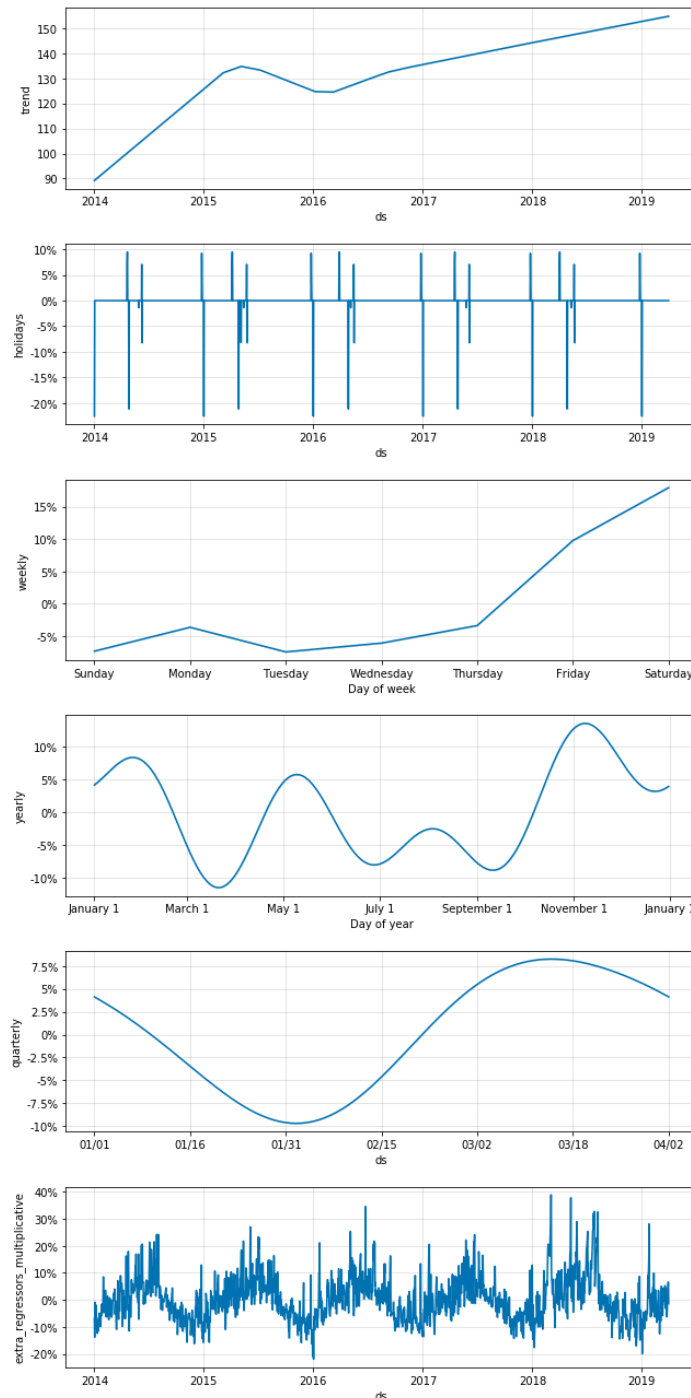 150
140
130
120
110
100
90
trend
2014 2015 2016 2017 2018 2019
ds
10%
5%
0%
-5%
-10%
-15%
-20%
holidays
2014 2015 2016 2017 2018 2019
ds
15%
10%
5%
0%
-5%
weekly
Sunday Monday Tuesday Wednesday Thursday Friday Saturday
Day of week
10%
5%
0%
-5%
-10%
yearly
January 1 March 1 May 1 July 1 September 1 November 1 January 1
Day of year
7.5%
5.0%
2.5%
0%
-2.5%
-5%
-7.5%
-10%
quarterly
01/01 01/16 01/31 02/15 03/02 03/18 04/02
ds
40%
30%
20%
10%
0%
-10%
-20%
extra_regressors_multiplicative
2014 2015 2016 2017 2018 2019
ds